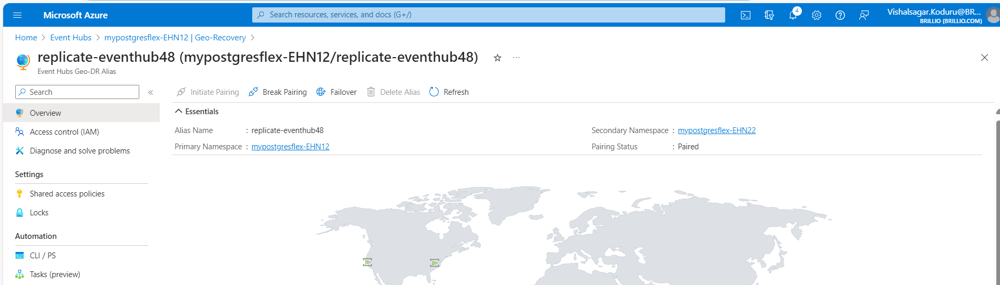 Microsoft Azure
Search resources, services, and docs (G+/)
4
Vishalsagar.Koduru@BR...
BRILLIO (BRILLIO.COM)
Home > Event Hubs > mypostgresflex-EHN12 | Geo-Recovery >
replicate-eventhub48 (mypostgresflex-EHN12/replicate-eventhub48)
Event Hubs Geo-DR Alias
Search
Initiate Pairing Break Pairing Failover Delete Alias Refresh
Overview
Access control (IAM)
Diagnose and solve problems
Settings
Shared access policies
Locks
Automation
CLI / PS
Tasks (preview)
Essentials
Alias Name : replicate-eventhub48
Primary Namespace : mypostgresflex-EHN12
Secondary Namespace : mypostgresflex-EHN22
Pairing Status : Paired